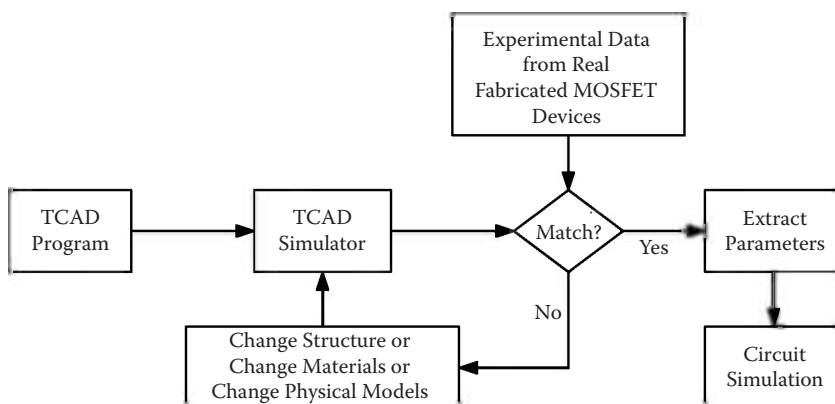 Experimental Data
from Real
Fabricated MOSFET
Devices
TCAD
Program
TCAD
Simulator
Match?
Yes
Extract
Parameters
No
Change Structure or
Change Materials or
Change Physical Models
Circuit
Simulation